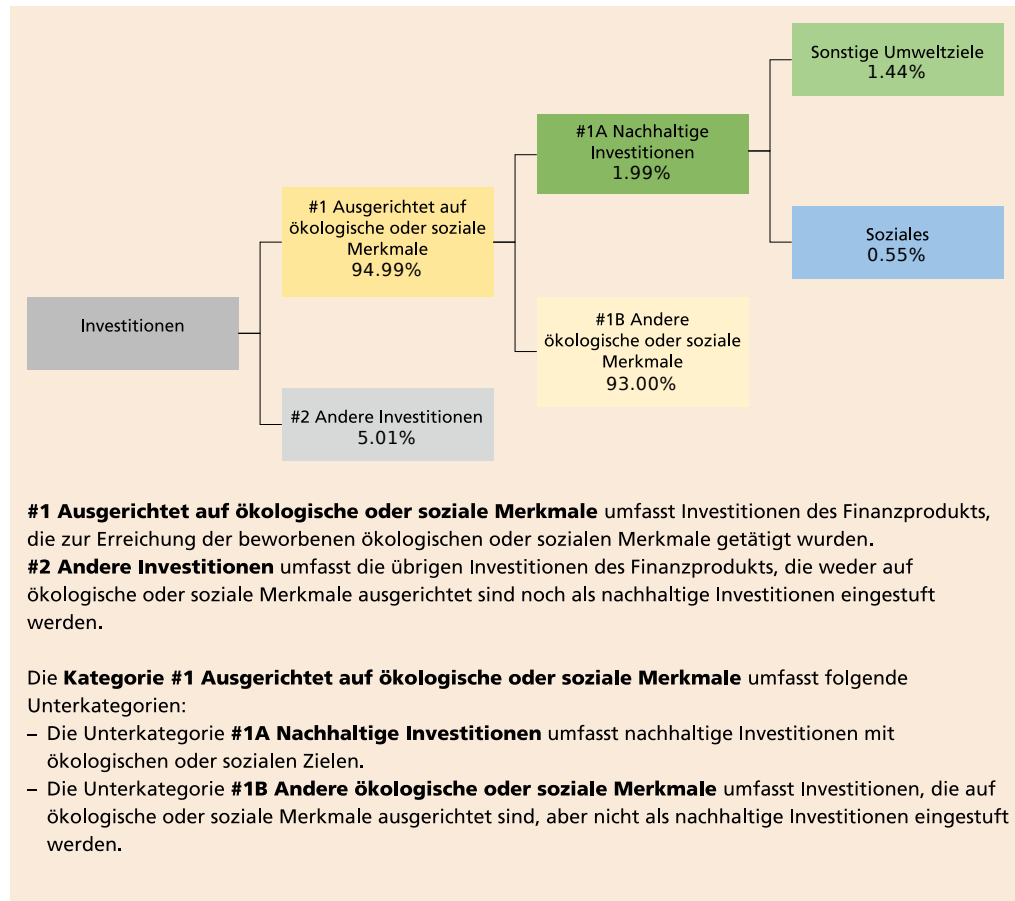 Sonstige Umweltziele
1.44%
#1A Nachhaltige
Investitionen
1.99%
#1 Ausgerichtet auf
ökologische oder soziale
Merkmale
94.99%
Soziales
0.55%
Investitionen
#1B Andere
ökologische oder soziale
Merkmale
93.00%
#2 Andere Investitionen
5.01%
#1 Ausgerichtet auf ökologische oder soziale Merkmale umfasst Investitionen des Finanzprodukts,
die zur Erreichung der beworbenen ökologischen oder sozialen Merkmale getätigt wurden.
#2 Andere Investitionen umfasst die übrigen Investitionen des Finanzprodukts, die weder auf
ökologische oder soziale Merkmale ausgerichtet sind noch als nachhaltige Investitionen eingestuft
werden.
Die Kategorie #1 Ausgerichtet auf ökologische oder soziale Merkmale umfasst folgende
Unterkategorien:
– Die Unterkategorie #1A Nachhaltige Investitionen umfasst nachhaltige Investitionen mit
ökologischen oder sozialen Zielen.
– Die Unterkategorie #1B Andere ökologische oder soziale Merkmale umfasst Investitionen, die auf
ökologische oder soziale Merkmale ausgerichtet sind, aber nicht als nachhaltige Investitionen eingestuft
werden.